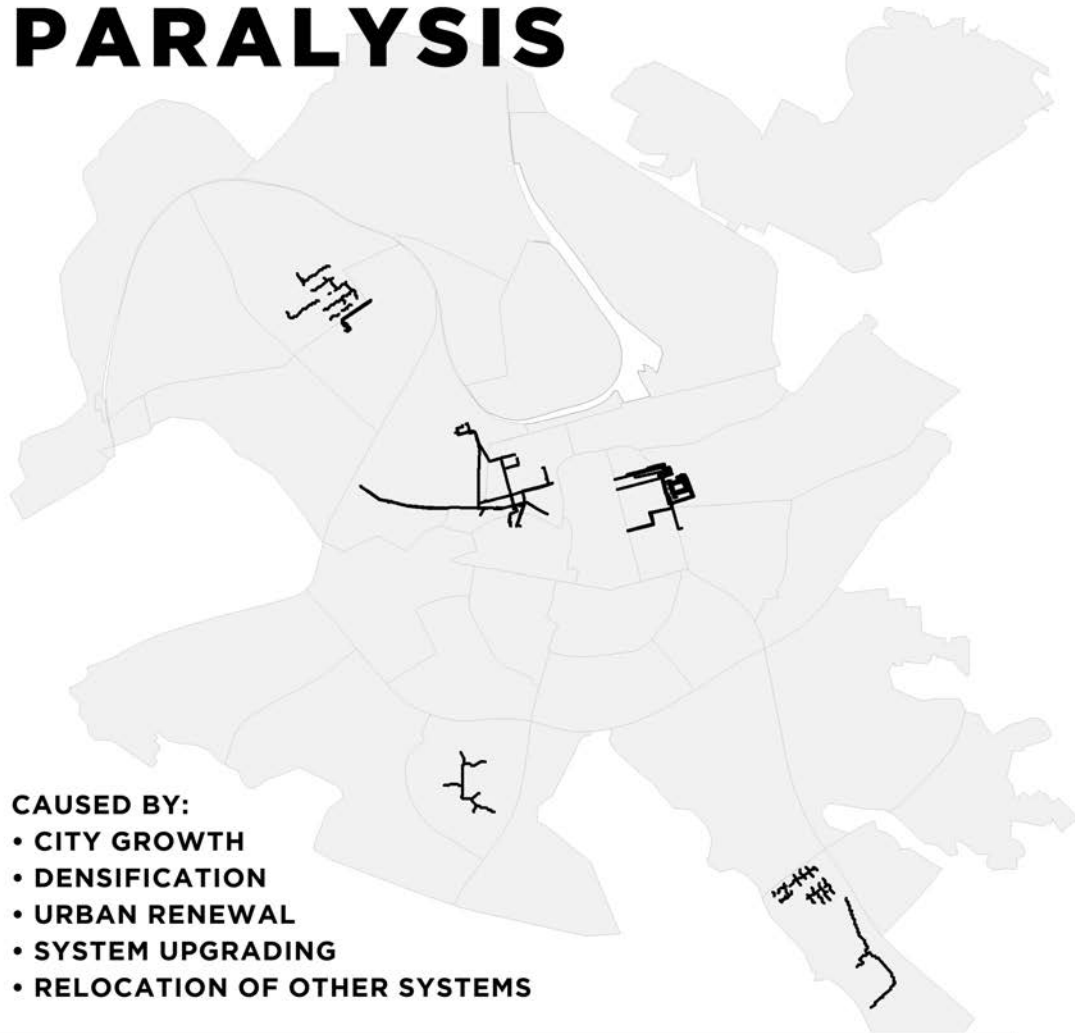 PARALYSIS
CAUSED BY:
• CITY GROWTH
• DENSIFICATION
• URBAN RENEWAL
• SYSTEM UPGRADING
• RELOCATION OF OTHER SYSTEMS